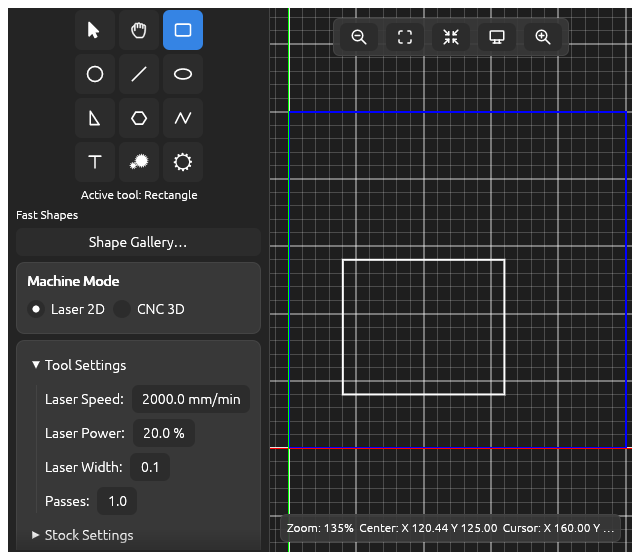 T
Active tool: Rectangle
Fast Shapes
Shape Gallery...
Machine Mode
Laser 2D CNC 3D
Tool Settings
Laser Speed: 2000.0 mm/min
Laser Power: 20.0 %
Laser Width: 0.1
Passes: 1.0
Stock Settings
Zoom: 135% Center: X 120.44 Y 125.00 Cursor: X 160.00 Y ...